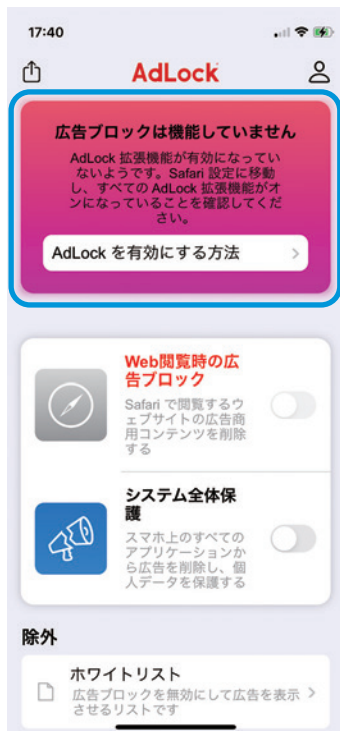 17:40
AdLock
広告ブロックは機能していません
AdLock 拡張機能が有効になってい
ないようです。Safari 設定に移動
し、すべての AdLock 拡張機能がオ
ンになっていることを確認してくだ
さい。
AdLock を有効にする方法
Web閲覧時の広
告ブロック
Safari で閲覧するウ
ェブサイトの広告商
用コンテンツを削除
する
システム全体保
護
スマホ上のすべての
アプリケーションか
ら広告を削除し、個
人データを保護する
除外
ホワイトリスト
広告ブロックを無効にして広告を表示
させるリストです